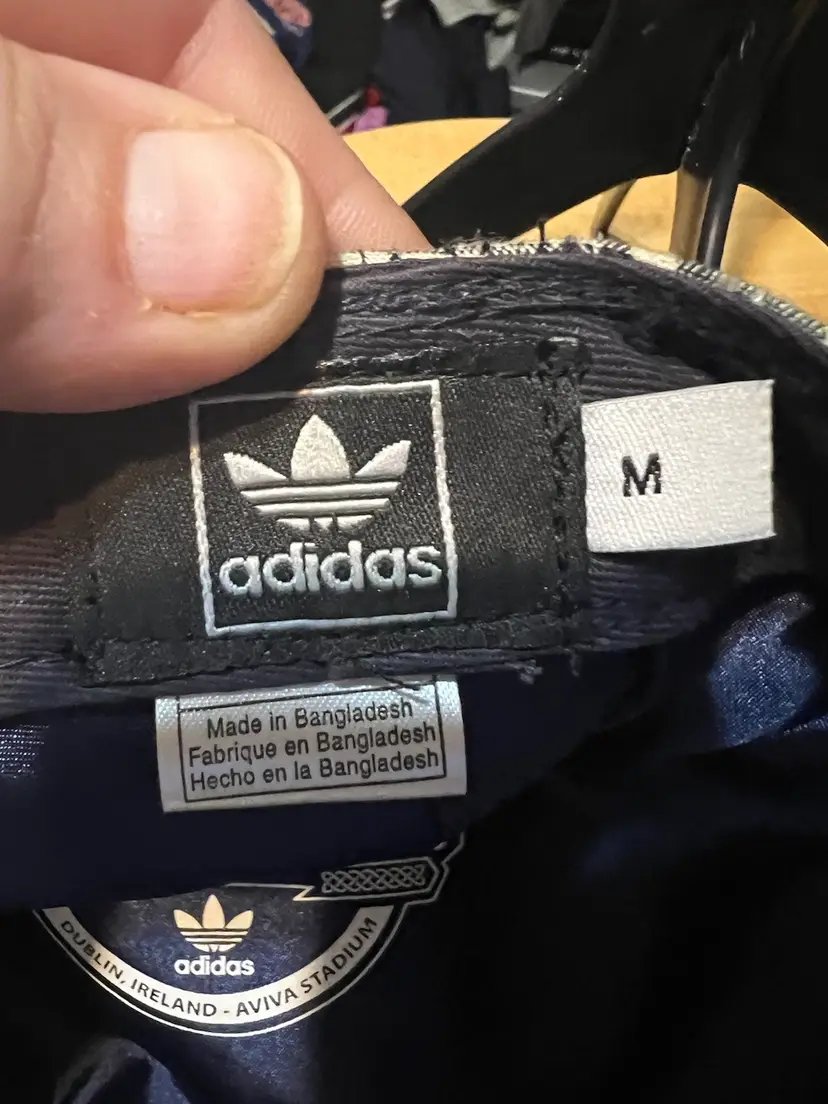 adidas
M
Made in Bangladesh
Fabrique en Bangladesh
Hecho en la Bangladesh
adidas
DUBLIN, IRELAND - AVIVA STADIUM